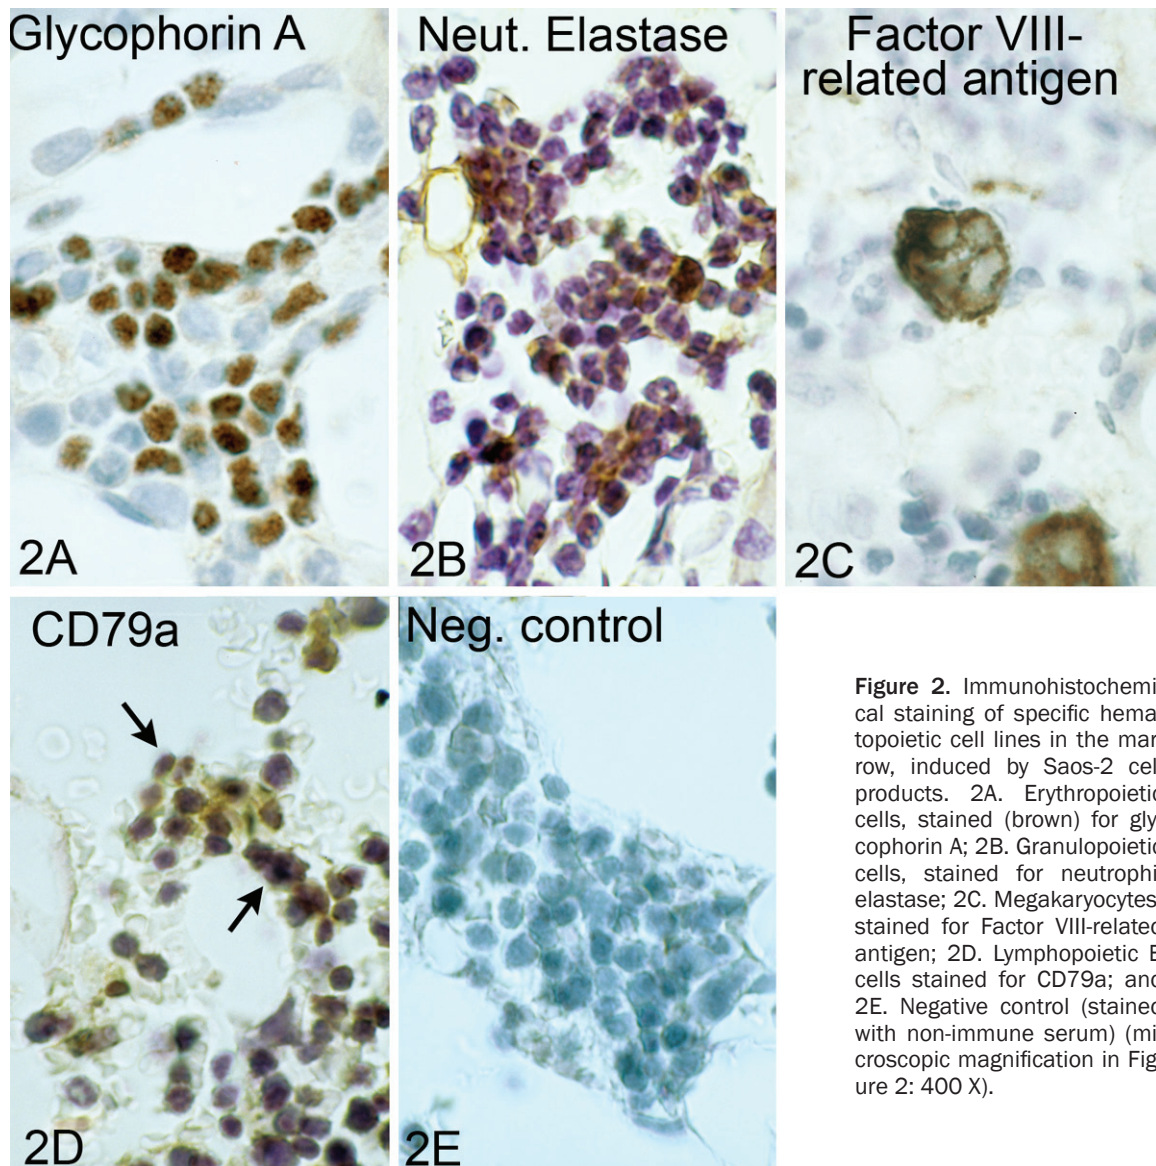 Glycophorin A
Neut. Elastase
Factor VIII-
related antigen
2A
2B
2C
CD79a
Neg. control
2D
2E
Figure 2. Immunohistochemi
cal staining of specific hema
topoietic cell lines in the mar
row, induced by Saos-2 cel
products. 2A. Erythropoietic
cells, stained (brown) for gly
cophorin A; 2B. Granulopoietic
cells, stained for neutrophi
elastase; 2C. Megakaryocytes
stained for Factor VIII-related
antigen; 2D. Lymphopoietic B
cells stained for CD79a; and
2E. Negative control (stained
with non-immune serum) (mi
croscopic magnification in Fig
ure 2: 400 X).